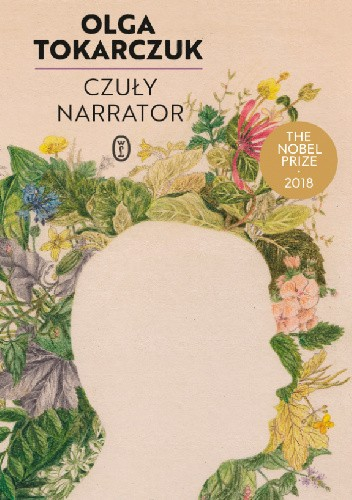 OLGA
TOKARCZUK
CZUŁY
NARRATOR
THE
NOBEL
PRIZE
·
2018